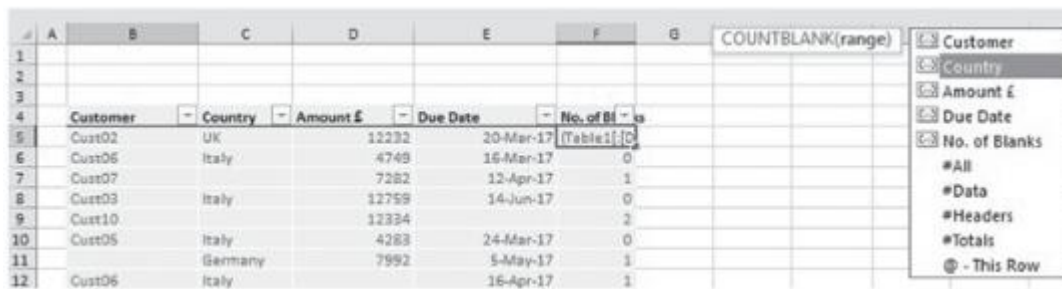 A B C D E F G
COUNTBLANK(range)
Customer
Country
Amount £
Due Date
No. of Blanks
#All
#Data
#Headers
#Totals
@ - This Row
1
2
3
4 Customer Country Amount £ Due Date No. of Bl s
5 Cust02 UK 12232 20-Mar-17 (Table1[;[D
6 Cust06 Italy 4749 16-Mar-17 0
7 Cust07 7282 12-Apr-17 1
8 Cust03 Italy 12759 14-Jun-17 0
9 Cust10 12334 2
10 Cust05 Italy 4283 24-Mar-17 0
11 Germany 7992 5-May-17 1
12 Cust06 Italy 16-Apr-17 1